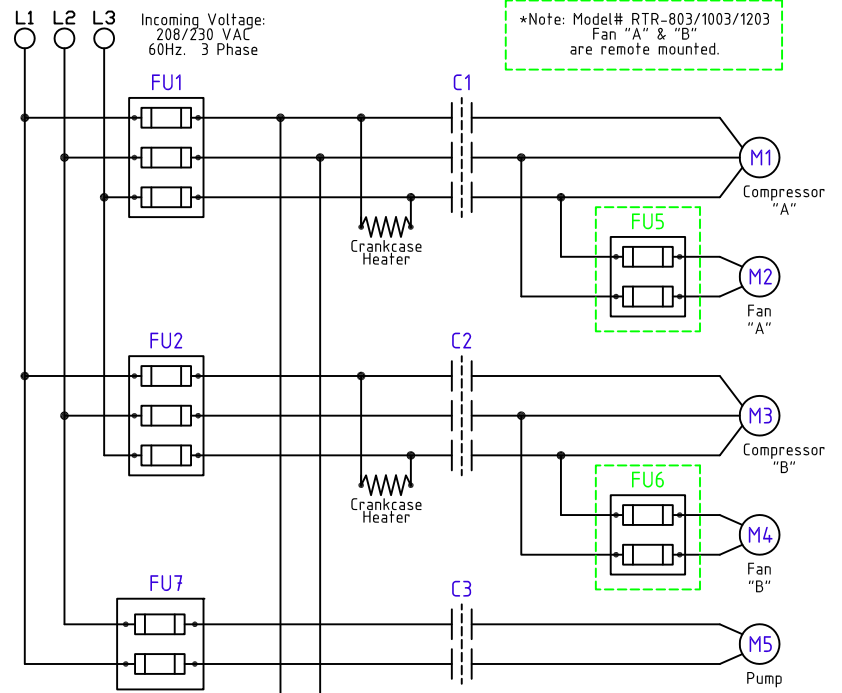 L1 L2 L3
Incoming Voltage:
208/230 VAC
60Hz. 3 Phase
*Note: Model# RTR-803/1003/1203
Fan "A" & "B"
are remote mounted.
FU1
C1
M1
Compressor
"A"
Crankcase
Heater
FU5
M2
Fan
"A"
FU2
C2
M3
Compressor
"B"
Crankcase
Heater
FU6
M4
Fan
"B"
FU7
C3
M5
Pump